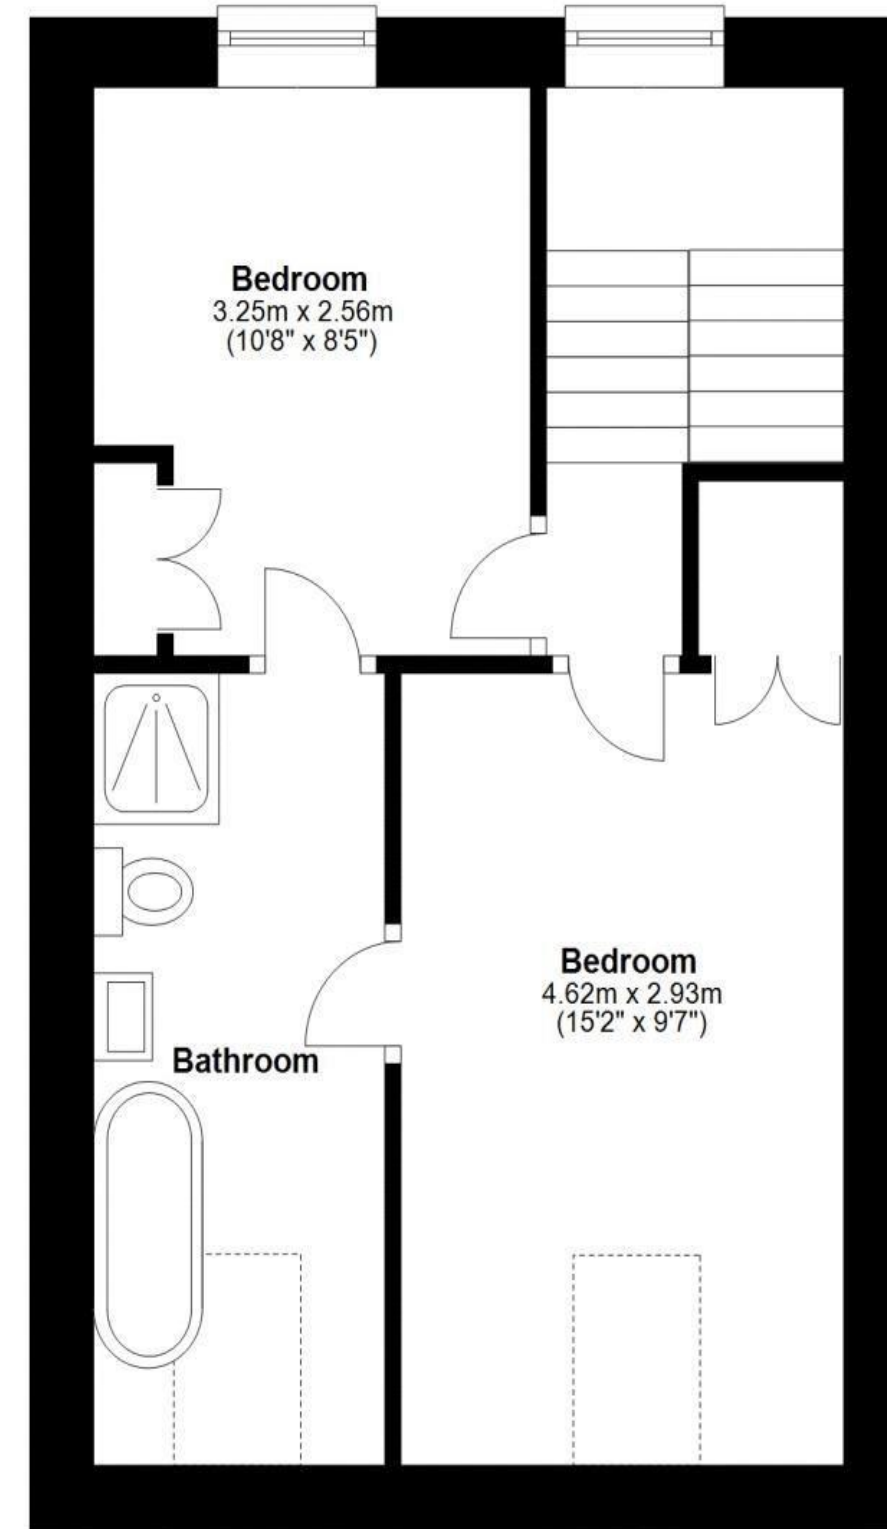 Bedroom
3.25m x 2.56m
(10'8" x 8'5")
Bedroom
4.62m x 2.93m
(15'2" x 9'7")
Bathroom